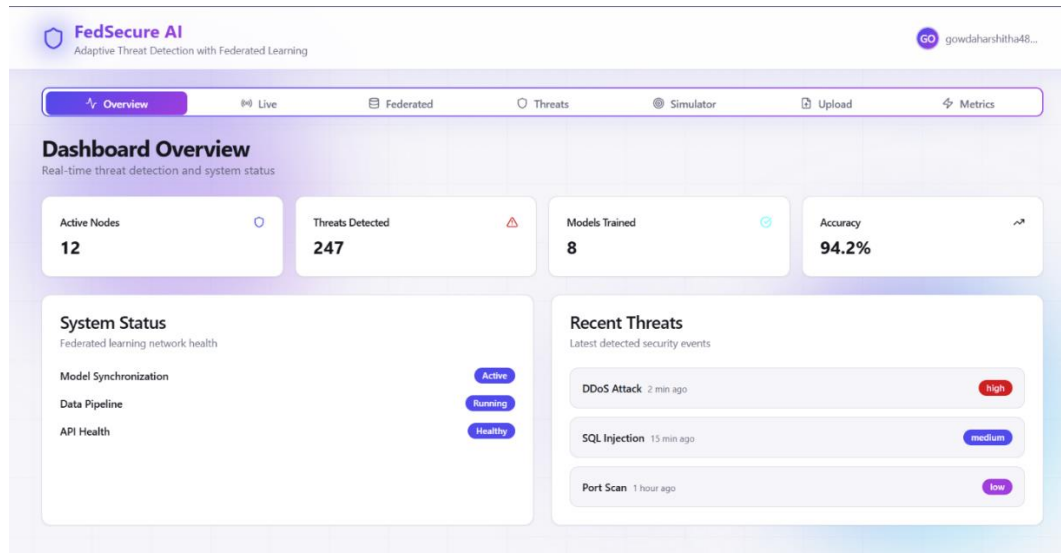 FedSecure AI
Adaptive Threat Detection with Federated Learning
GO gowdaharshitha48...
Overview Live Federated Threats Simulator Upload Metrics
Dashboard Overview
Real-time threat detection and system status
Active Nodes
12
Threats Detected
247
Models Trained
8
Accuracy
94.2%
System Status
Federated learning network health
Model Synchronization Active
Data Pipeline Running
API Health Healthy
Recent Threats
Latest detected security events
DDoS Attack 2 min ago high
SQL Injection 15 min ago medium
Port Scan 1 hour ago low